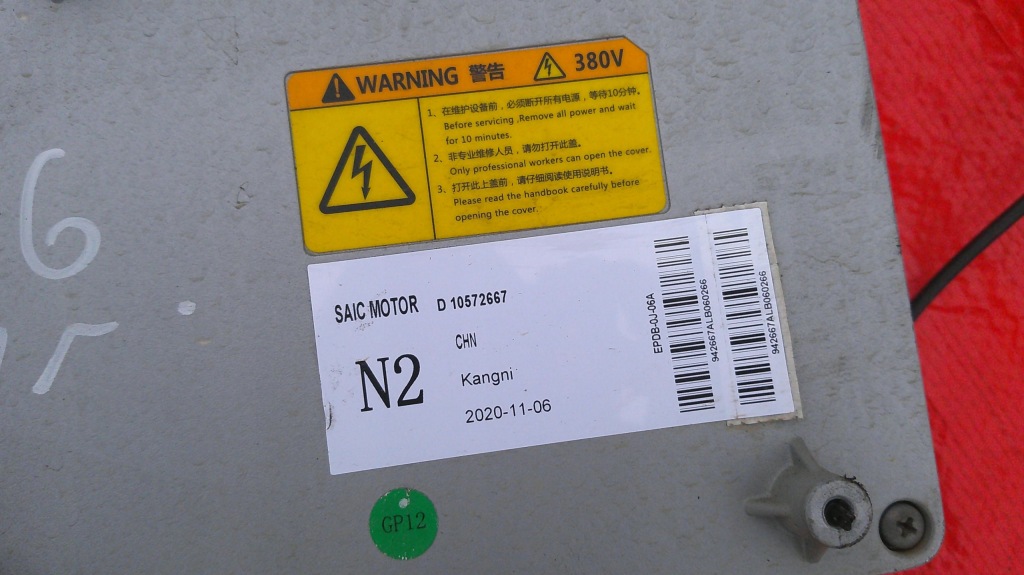 WARNING 警告 380V
1、在维护设备前，必须断开所有电源，等待10分钟。
Before servicing ,Remove all power and wait
for 10 minutes.
2、非专业维修人员，请勿打开此盖。
Only professional workers can open the cover.
3、打开此上盖前，请仔细阅读使用说明书。
Please read the handbook carefully before
opening the cover.
SAIC MOTOR D 10572667
CHN
N2
Kangni
2020-11-06
EPDB-0J-06A
942667ALB060266
942667ALB060266
GP12
6